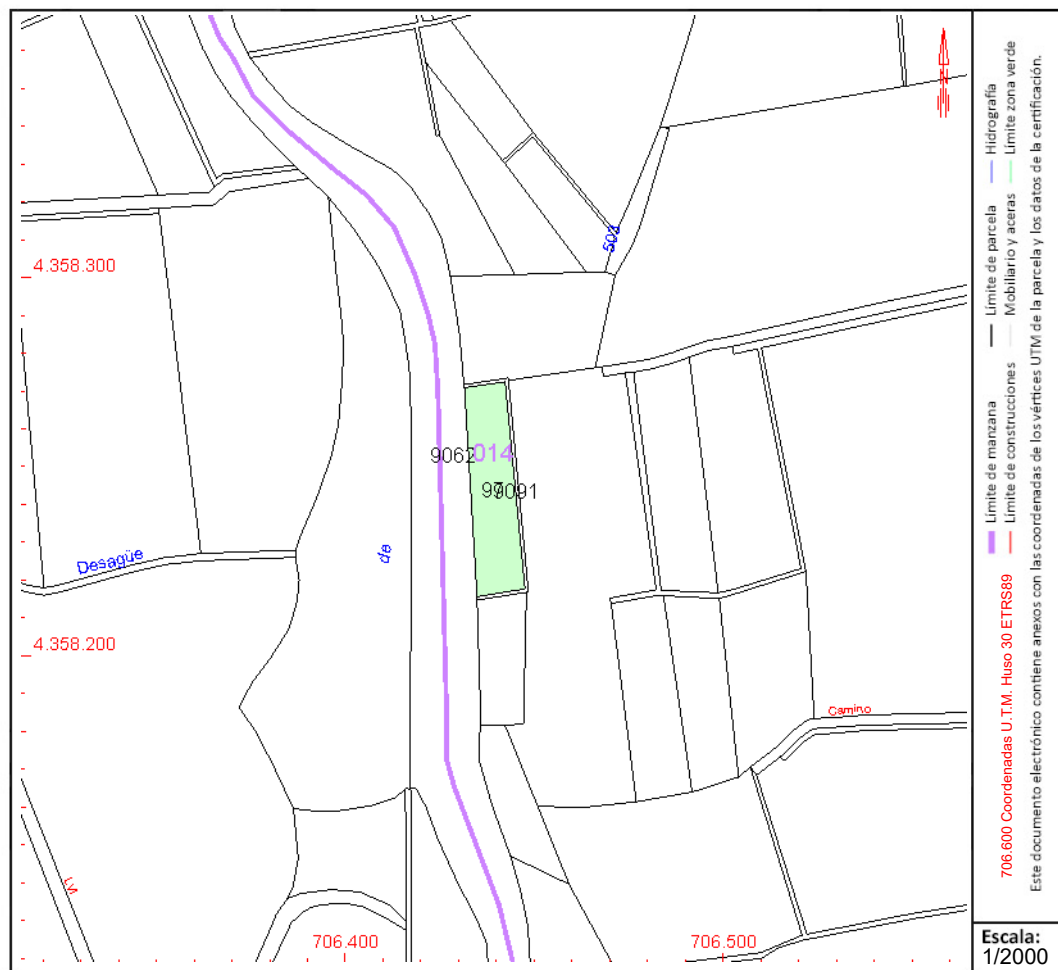 4.358.300
503
9062
014
97
9091
Desagüe
de
4.358.200
Camino
706.400
706.500
Límite de manzana
Límite de parcela
Hidrografía
Límite de construcciones
Mobiliario y aceras
Límite zona verde
706.600 Coordenadas U.T.M. Huso 30 ETRS89
Este documento electrónico contiene anexos con las coordenadas de los vértices UTM de la parcela y los datos de la certificación.
Escala:
1/2000